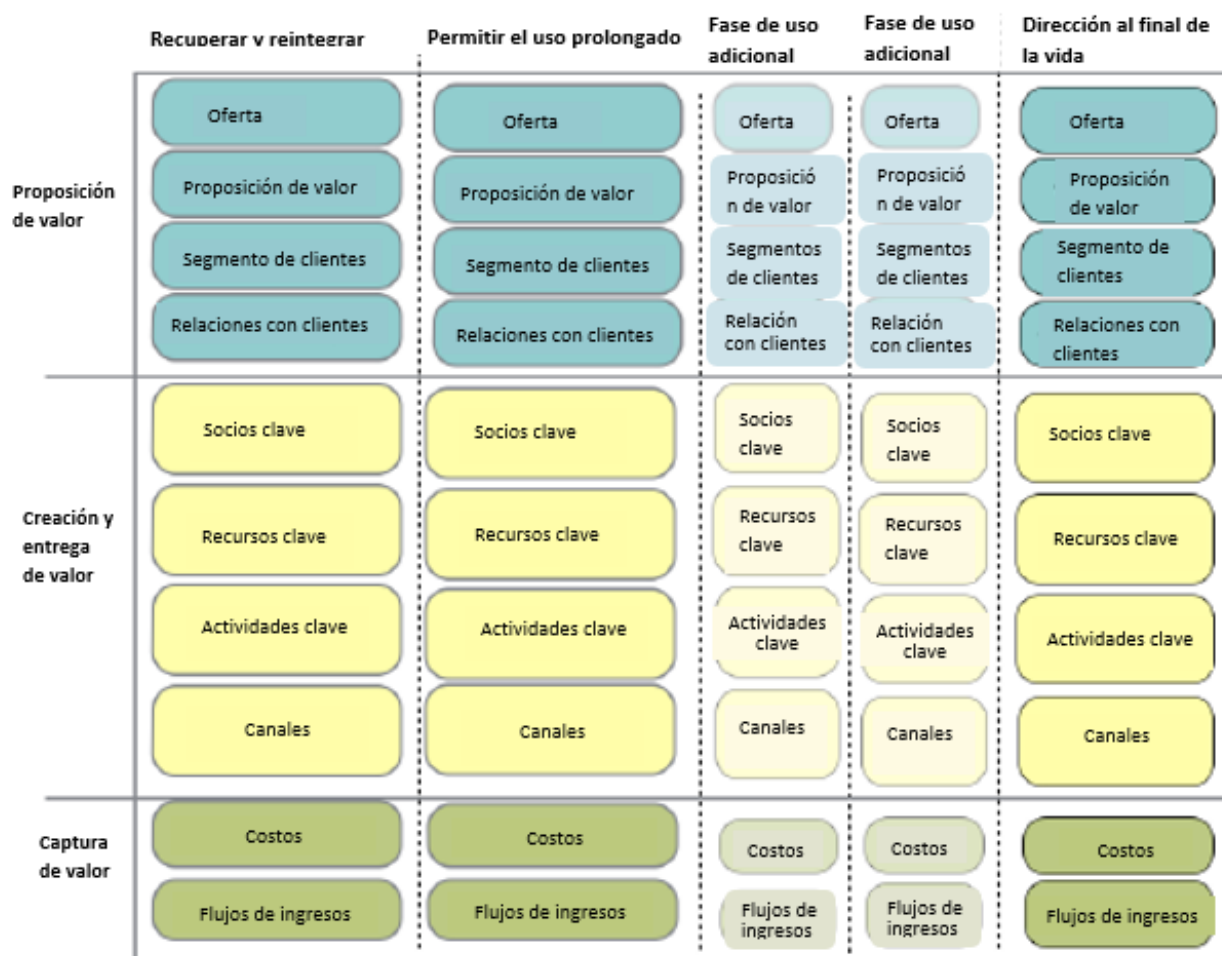 Recuperar y reintegrar
Permitir el uso prolongado
Fase de uso
adicional
Fase de uso
adicional
Dirección al final de
la vida
Proposición
de valor
Oferta
Oferta
Oferta
Oferta
Oferta
Proposición de valor
Proposición de valor
Proposició
n de valor
Proposició
n de valor
Proposición
de valor
Segmento de clientes
Segmento de clientes
Segmentos
de clientes
Segmentos
de clientes
Segmento de
clientes
Relaciones con clientes
Relaciones con clientes
Relación
con clientes
Relación
con clientes
Relaciones con
clientes
Creación y
entrega
de valor
Socios clave
Socios clave
Socios
clave
Socios
clave
Socios clave
Recursos clave
Recursos clave
Recursos
clave
Recursos
clave
Recursos clave
Actividades clave
Actividades clave
Actividades
clave
Actividades
clave
Actividades clave
Canales
Canales
Canales
Canales
Canales
Captura
de valor
Costos
Costos
Costos
Costos
Costos
Flujos de ingresos
Flujos de ingresos
Flujos de
ingresos
Flujos de
ingresos
Flujos de ingresos